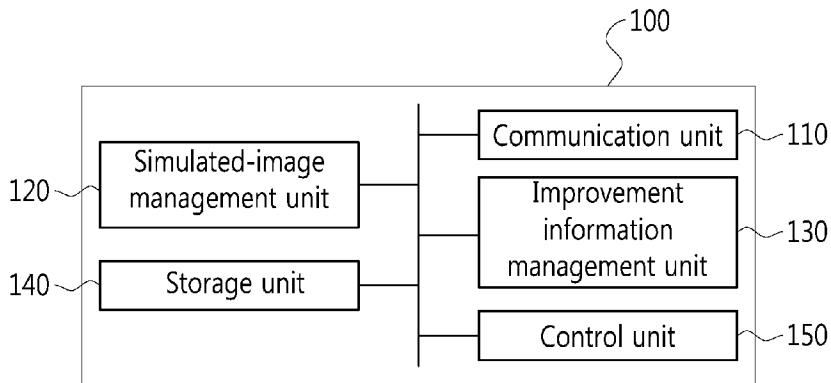 100
Communication unit
110
Simulated-image
management unit
120
Improvement
information
management unit
130
Storage unit
140
Control unit
150